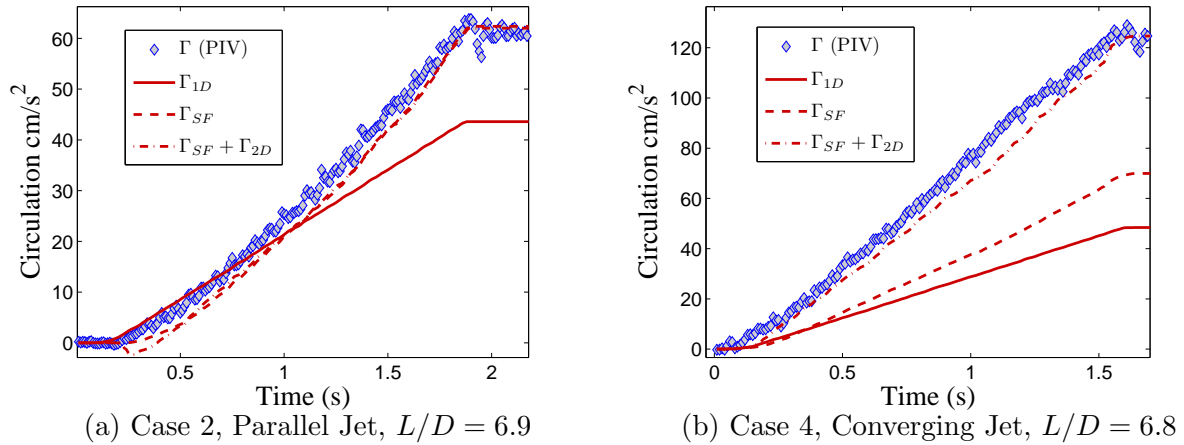 60
50
40
30
20
10
0
Circulation cm/s²
Γ (PIV)
Γ1D
ΓSF
ΓSF + Γ2D
0.5
1
1.5
2
Time (s)
(a) Case 2, Parallel Jet, L/D = 6.9
120
100
80
60
40
20
0
Circulation cm/s²
Γ (PIV)
Γ1D
ΓSF
ΓSF + Γ2D
0
0.5
1
1.5
Time (s)
(b) Case 4, Converging Jet, L/D = 6.8